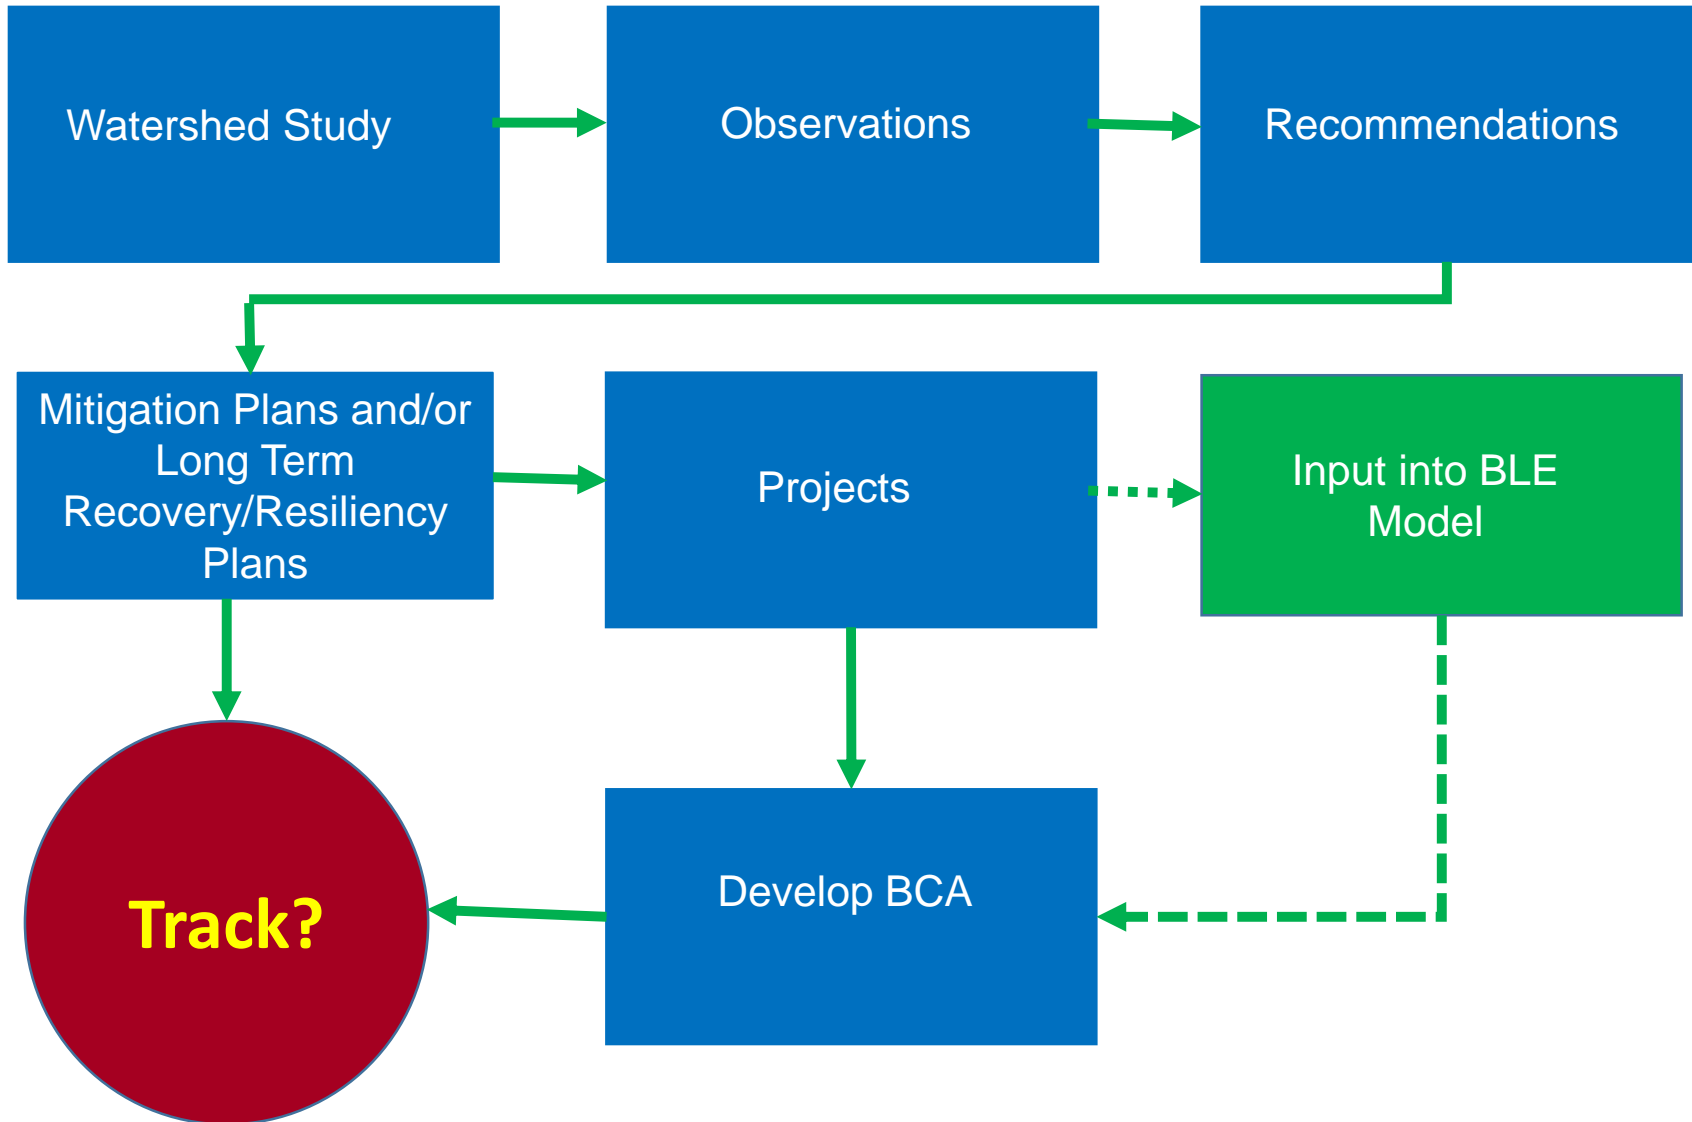 Watershed Study
Observations
Recommendations
Mitigation Plans and/or
Long Term
Recovery/Resiliency
Plans
Projects
Input into BLE
Model
Track?
Develop BCA